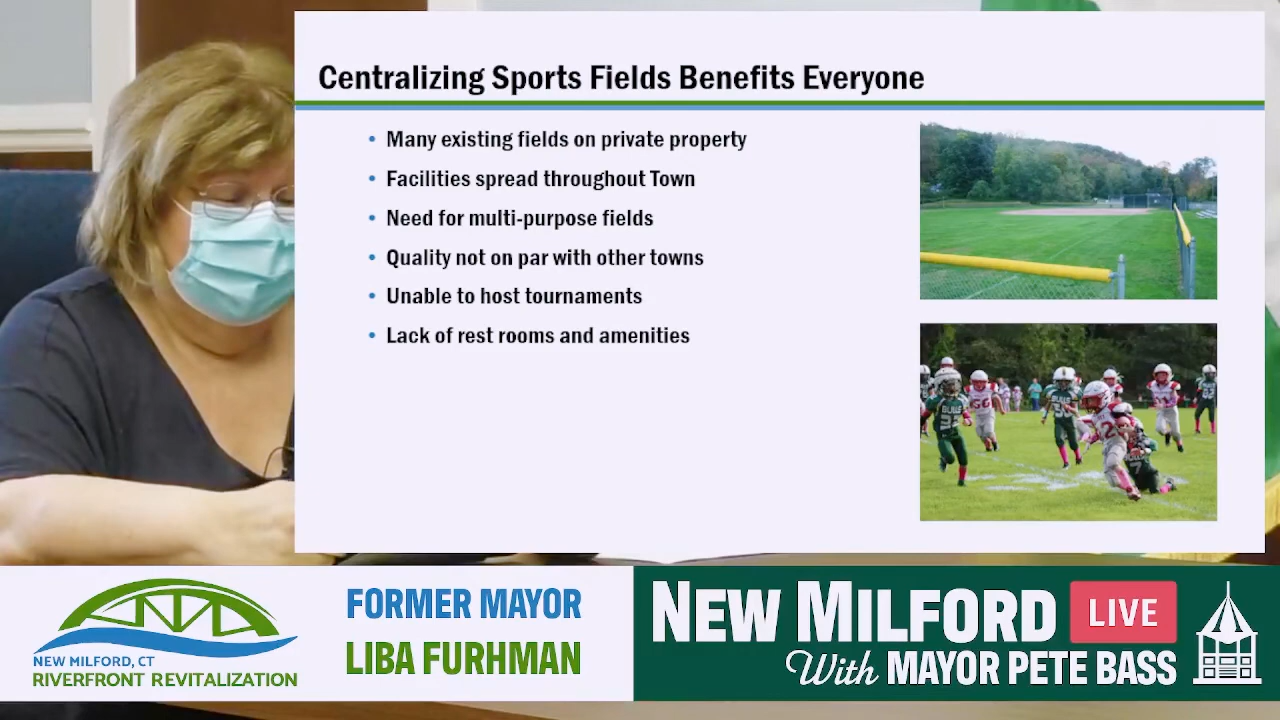 Centralizing Sports Fields Benefits Everyone
• Many existing fields on private property
• Facilities spread throughout Town
• Need for multi-purpose fields
• Quality not on par with other towns
• Unable to host tournaments
• Lack of rest rooms and amenities
NEW MILFORD, CT
RIVERFRONT REVITALIZATION
FORMER MAYOR
LIBA FURHMAN
NEW MILFORD LIVE
With MAYOR PETE BASS